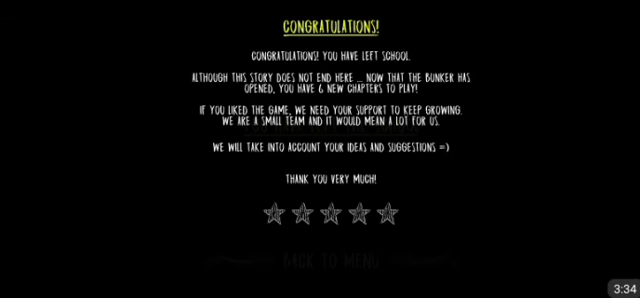 CONGRATULATIONS!
CONGRATULATIONS! YOU HAVE LEFT SCHOOL.
ALTHOUGH THIS STORY DOES NOT END HERE ... NOW THAT THE BUNKER HAS
OPENED, YOU HAVE 6 NEW CHAPTERS TO PLAY!
IF YOU LIKED THE GAME, WE NEED YOUR SUPPORT TO KEEP GROWING.
WE ARE A SMALL TEAM AND IT WOULD MEAN A LOT FOR US.
WE WILL TAKE INTO ACCOUNT YOUR IDEAS AND SUGGESTIONS =)
THANK YOU VERY MUCH!
BACK TO MENU
3:34